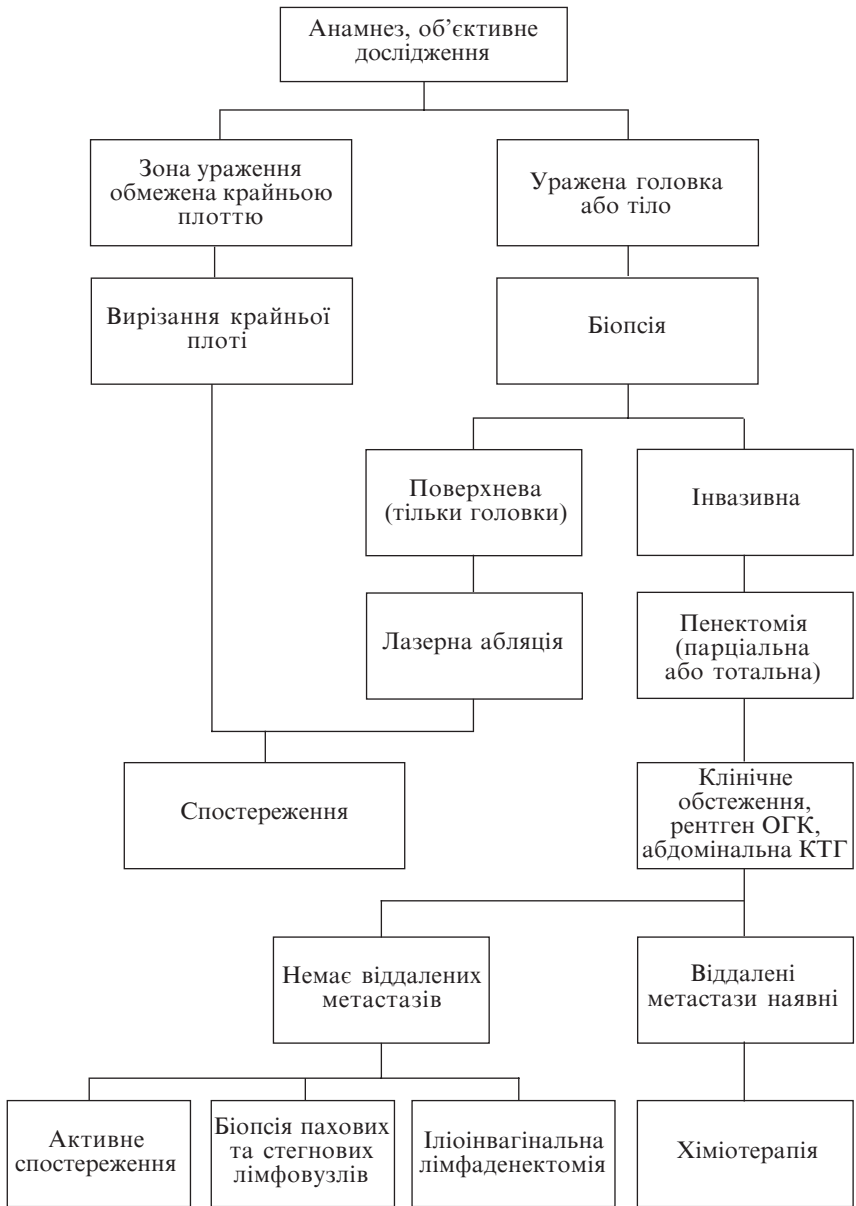 Анамнез, об’єктивне
дослідження
Зона ураження
обмежена крайньою
плоттю
Уражена головка
або тіло
Вирізання крайньої
плоті
Біопсія
Поверхнева
(тільки головки)
Інвазивна
Лазерна абляція
Пенектомія
(парціальна
або тотальна)
Спостереження
Клінічне
обстеження,
рентген ОГК,
абдомінальна КТГ
Немає віддалених
метастазів
Віддалені
метастази наявні
Активне
спостереження
Біопсія пахових
та стегнових
лімфовузлів
Іліоінвагінальна
лімфаденектомія
Хіміотерапія